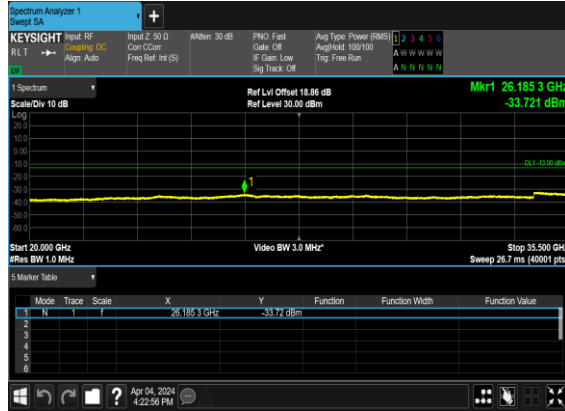 Spectrum Analyzer 1
Swept SA
+
KEYSIGHT Input: RF Input Z: 50 Ω #Atten: 30 dB PNO: Fast Avg Type: Power (RMS) 1 2 3 4 5 6
RLT Coupling: DC Corr CCorr Gate: Off Avg|Hold: 100/100 A W W W W W
Align: Auto Freq Ref: Int (S) IF Gain: Low Trig: Free Run
Sig Track: Off A N N N N N
1 Spectrum
Ref Lvl Offset 18.86 dB Mkr1 26.185 3 GHz
Scale/Div 10 dB Ref Level 30.00 dBm -33.721 dBm
Log
20.0
10.0
0.00
-10.0
DL1 -13.00 dBm
-20.0
1
-30.0
-40.0
-50.0
-60.0
Start 20.000 GHz Video BW 3.0 MHz* Stop 35.500 GHz
#Res BW 1.0 MHz Sweep 26.7 ms (40001 pts
5 Marker Table
Mode Trace Scale X Y Function Function Width Function Value
1 N 1 f 26.185 3 GHz -33.72 dBm
2
3
4
5
6
? Apr 04, 2024
4:22:56 PM